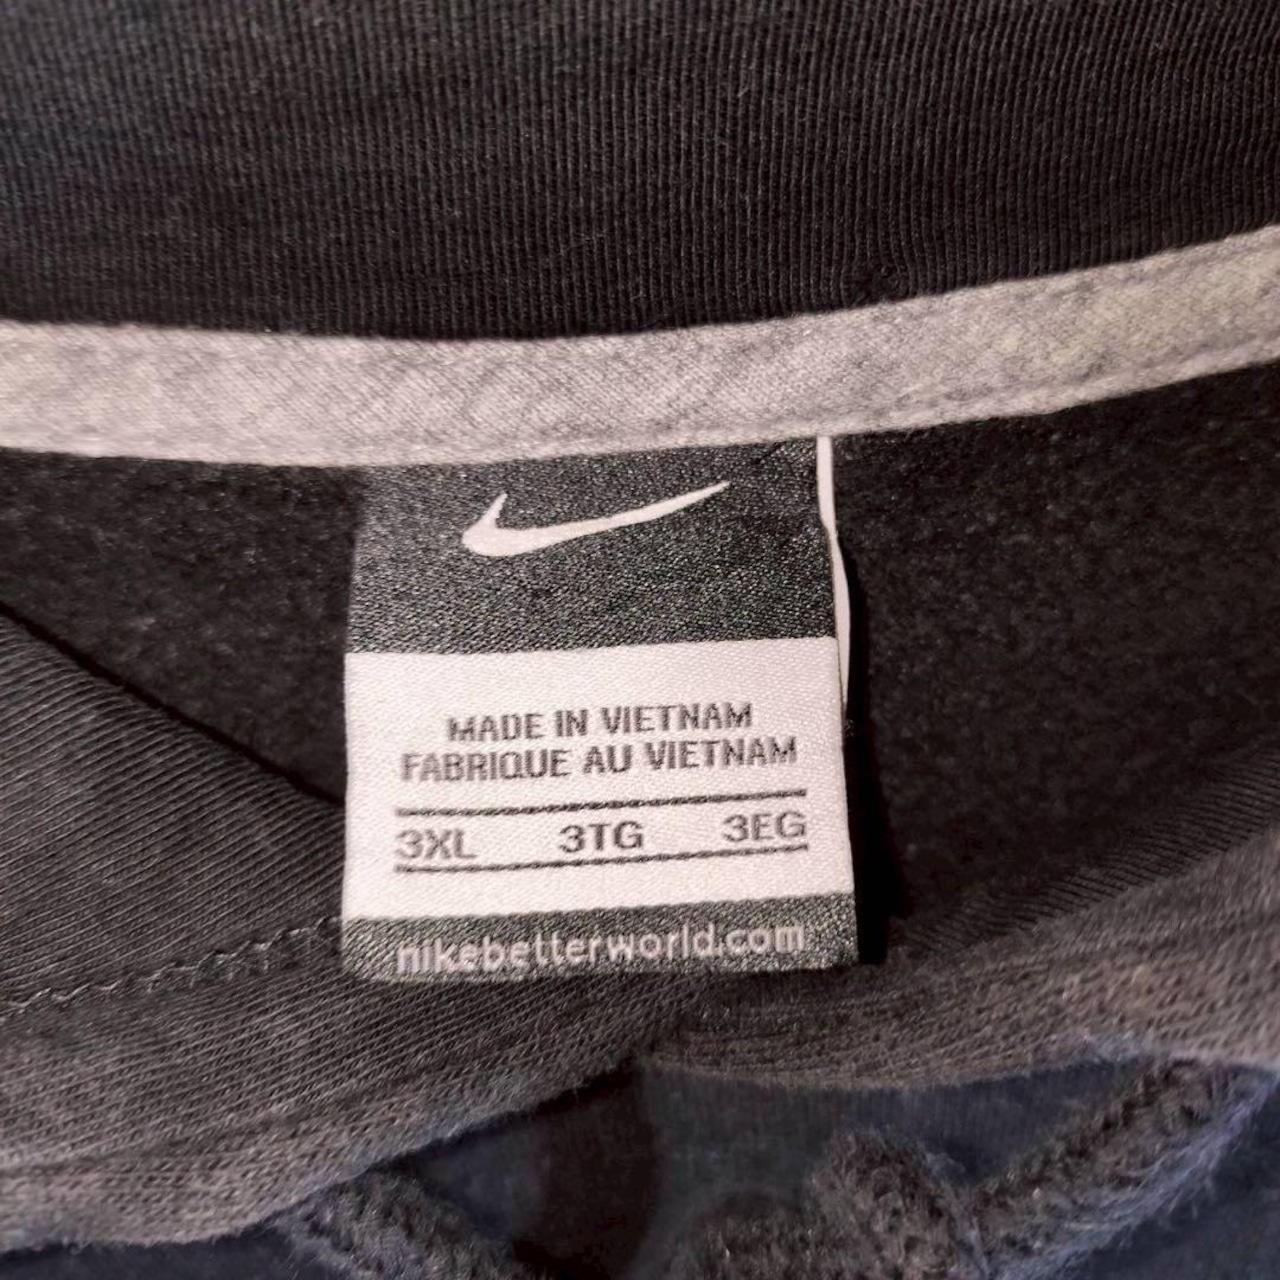 MADE IN VIETNAM
FABRIQUE AU VIETNAM
3XL 3TG 3EG
nikebetterworld.com